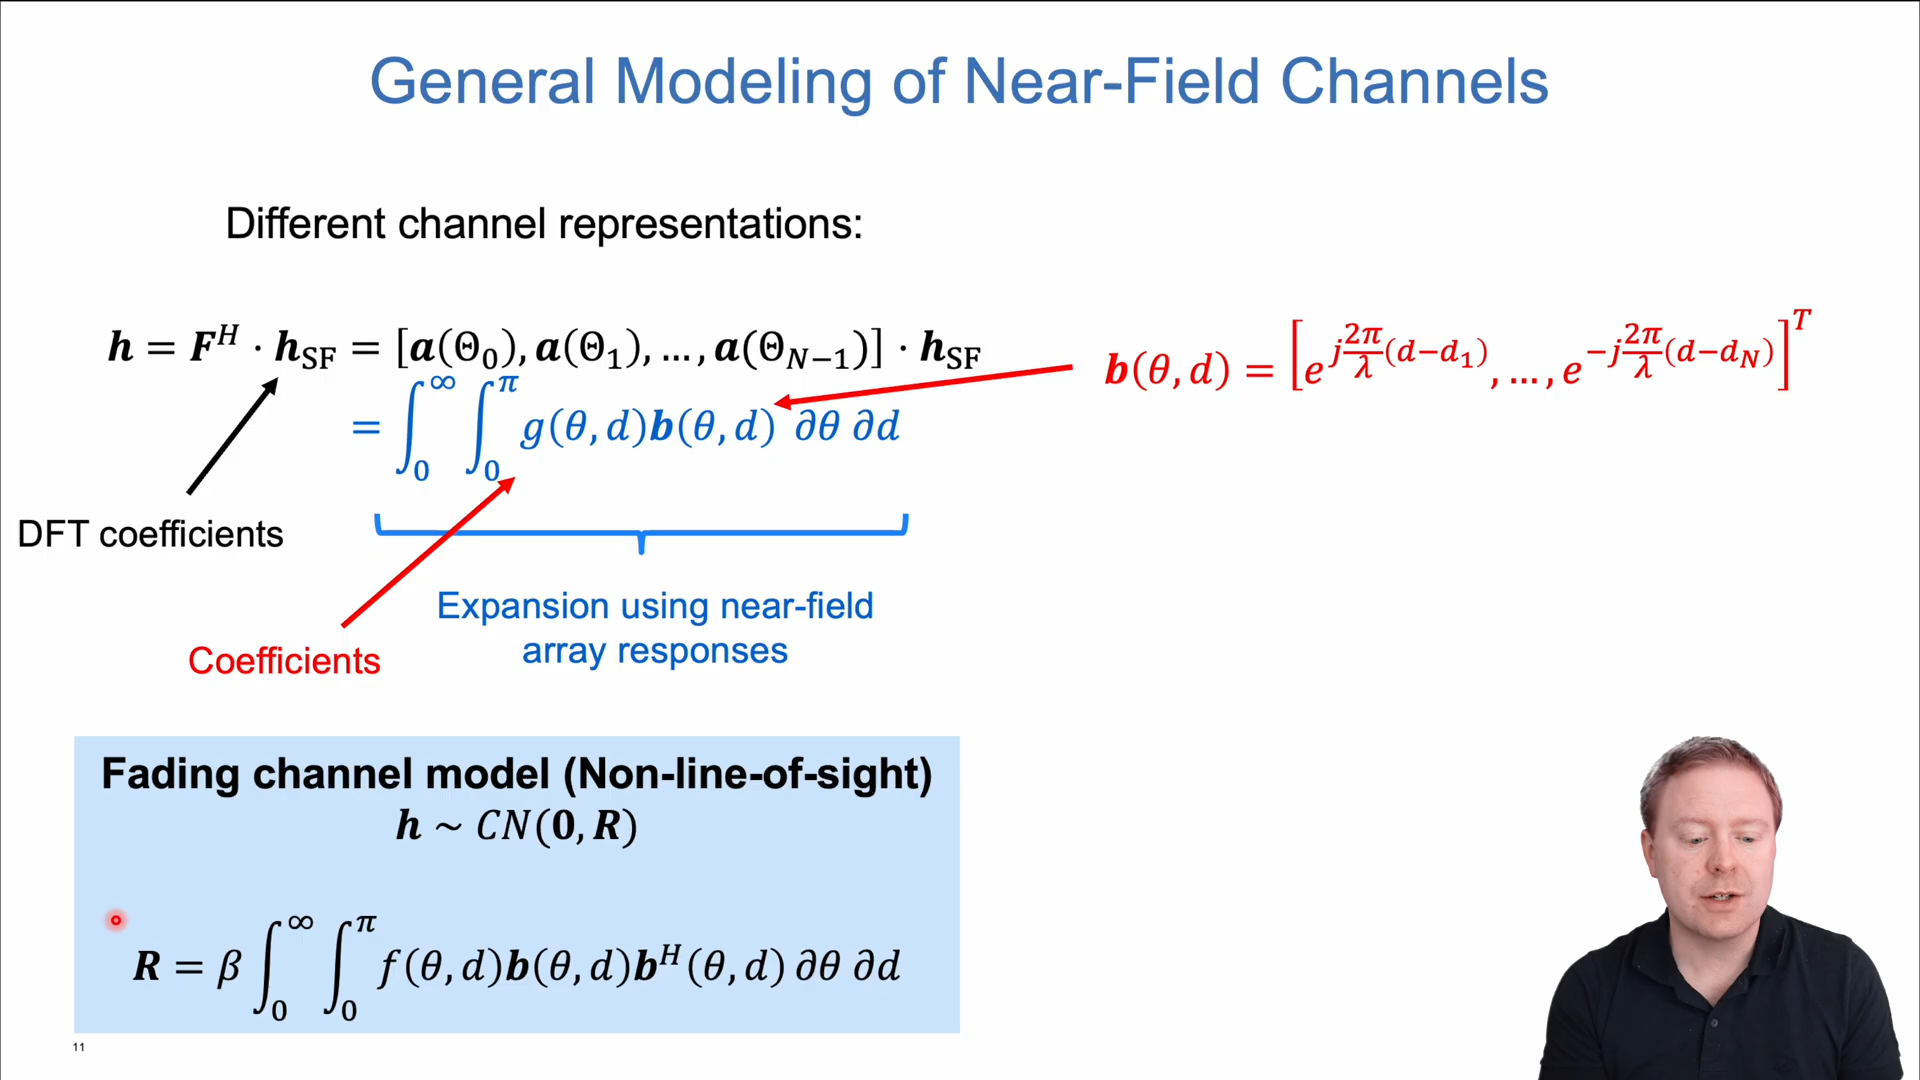 General Modeling of Near-Field Channels
Different channel representations:
𝒉 = 𝑭^𝐻 · 𝒉_SF = [𝒂(Θ_0), 𝒂(Θ_1), …, 𝒂(Θ_{𝑁−1})] · 𝒉_SF
= ∫_0^∞ ∫_0^𝜋 𝑔(𝜃, 𝑑)𝒃(𝜃, 𝑑) ∂𝜃 ∂𝑑
𝒃(𝜃, 𝑑) = [𝑒^{𝑗(2𝜋/𝜆)(𝑑−𝑑_1)}, …, 𝑒^{−𝑗(2𝜋/𝜆)(𝑑−𝑑_𝑁)}]^𝑇
DFT coefficients
Coefficients
Expansion using near-field
array responses
Fading channel model (Non-line-of-sight)
𝒉 ~ 𝐶𝑁(𝟎, 𝑹)
𝑹 = 𝛽 ∫_0^∞ ∫_0^𝜋 𝑓(𝜃, 𝑑)𝒃(𝜃, 𝑑)𝒃^𝐻(𝜃, 𝑑) ∂𝜃 ∂𝑑
11